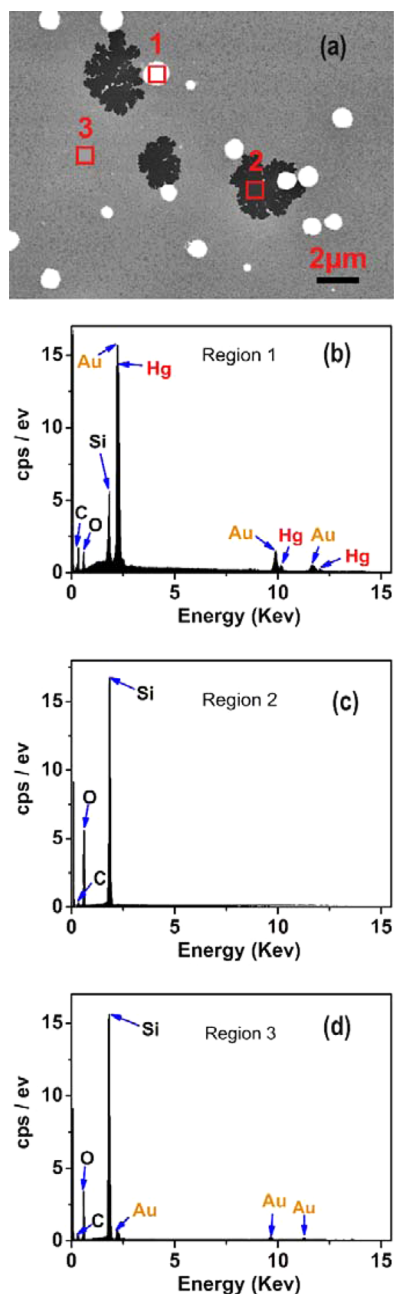 (a)
1
3
2
2μm
(b)
Region 1
cps / ev
15
10
5
0
Au
Hg
Si
C
O
Au
Hg
Au
Hg
0 5 10 15
Energy (Kev)
(c)
Region 2
cps / ev
15
10
5
0
Si
O
C
0 5 10 15
Energy (Kev)
(d)
Region 3
cps / ev
15
10
5
0
Si
O
C
Au
Au
Au
0 5 10 15
Energy (Kev)